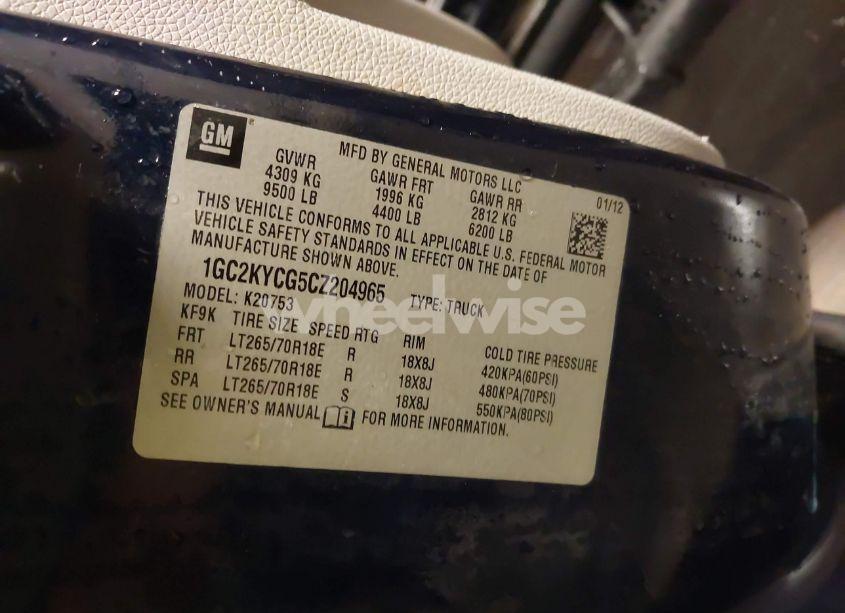 GM
MFD BY GENERAL MOTORS LLC
GVWR GAWR FRT GAWR RR 01/12
4309 KG 1996 KG 2812 KG
9500 LB 4400 LB 6200 LB
THIS VEHICLE CONFORMS TO ALL APPLICABLE U.S. FEDERAL MOTOR
VEHICLE SAFETY STANDARDS IN EFFECT ON THE DATE OF
MANUFACTURE SHOWN ABOVE.
1GC2KYCG5CZ204965 TYPE: TRUCK
MODEL: K20753
KF9K TIRE SIZE SPEED RTG RIM COLD TIRE PRESSURE
FRT LT265/70R18E R 18X8J 420KPA(60PSI)
RR LT265/70R18E R 18X8J 480KPA(70PSI)
SPA LT265/70R18E S 18X8J 550KPA(80PSI)
SEE OWNER'S MANUAL FOR MORE INFORMATION.
wheelwise